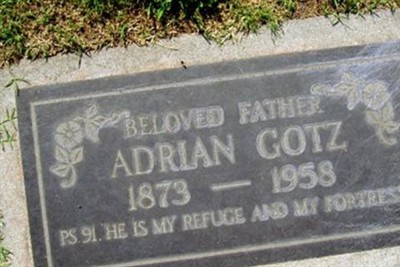 BELOVED FATHER
ADRIAN GOTZ
1873 — 1958
PS. 91. HE IS MY REFUGE AND MY FORTRESS